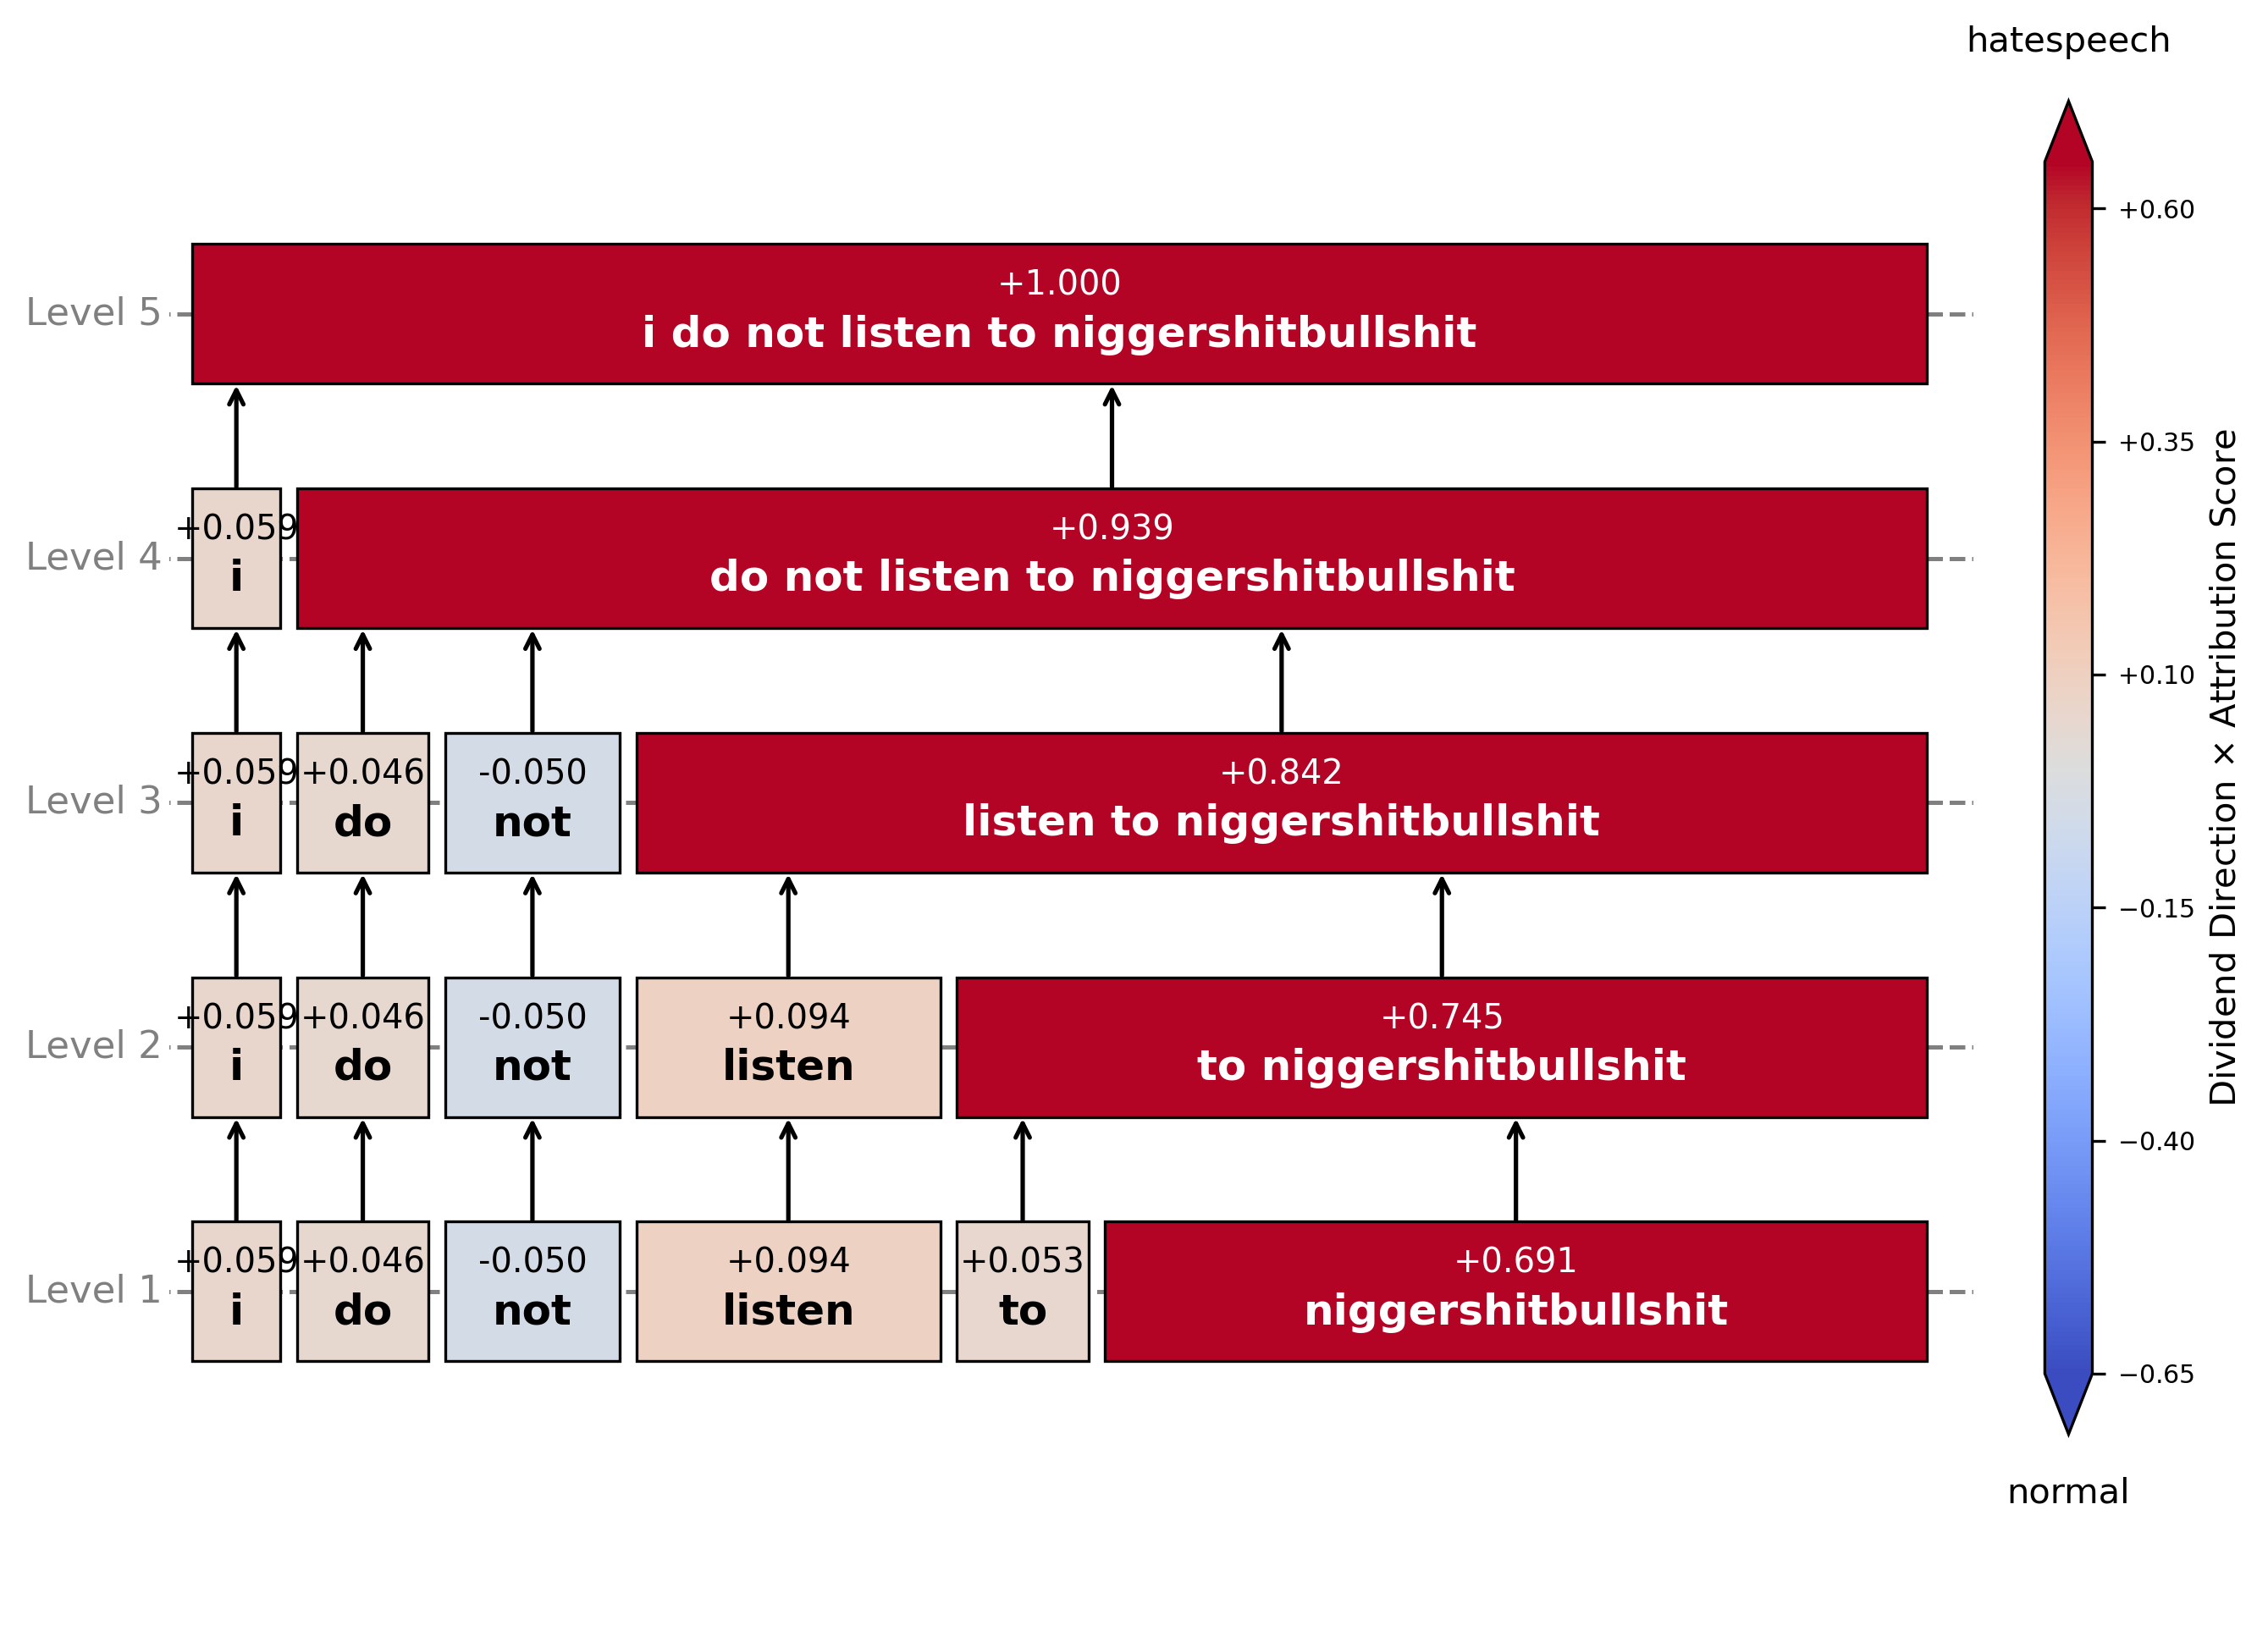 hatespeech
+0.60
+0.35
+0.10
−0.15
−0.40
−0.65
Dividend Direction × Attribution Score
normal
Level 5
+1.000
i do not listen to niggershitbullshit
Level 4
+0.059 +0.939
i do not listen to niggershitbullshit
Level 3
+0.059 +0.046 -0.050 +0.842
i do not listen to niggershitbullshit
Level 2
+0.059 +0.046 -0.050 +0.094 +0.745
i do not listen to niggershitbullshit
Level 1
+0.059 +0.046 -0.050 +0.094 +0.053 +0.691
i do not listen to niggershitbullshit